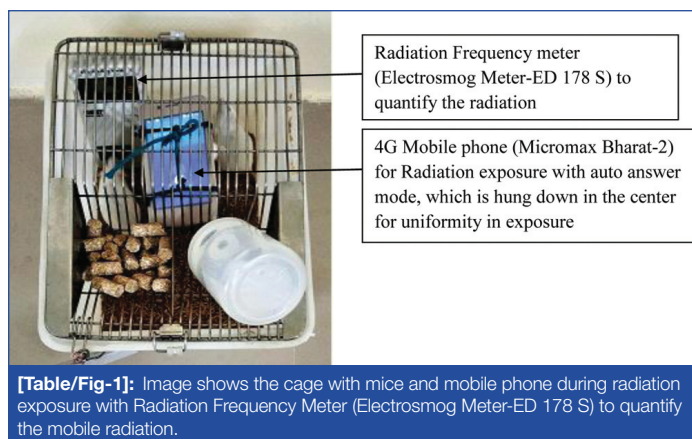 Radiation Frequency meter
(Electrosmog Meter-ED 178 S) to
quantify the radiation
4G Mobile phone (Micromax Bharat-2)
for Radiation exposure with auto answer
mode, which is hung down in the center
for uniformity in exposure
[Table/Fig-1]: Image shows the cage with mice and mobile phone during radiation
exposure with Radiation Frequency Meter (Electrosmog Meter-ED 178 S) to quantify
the mobile radiation.